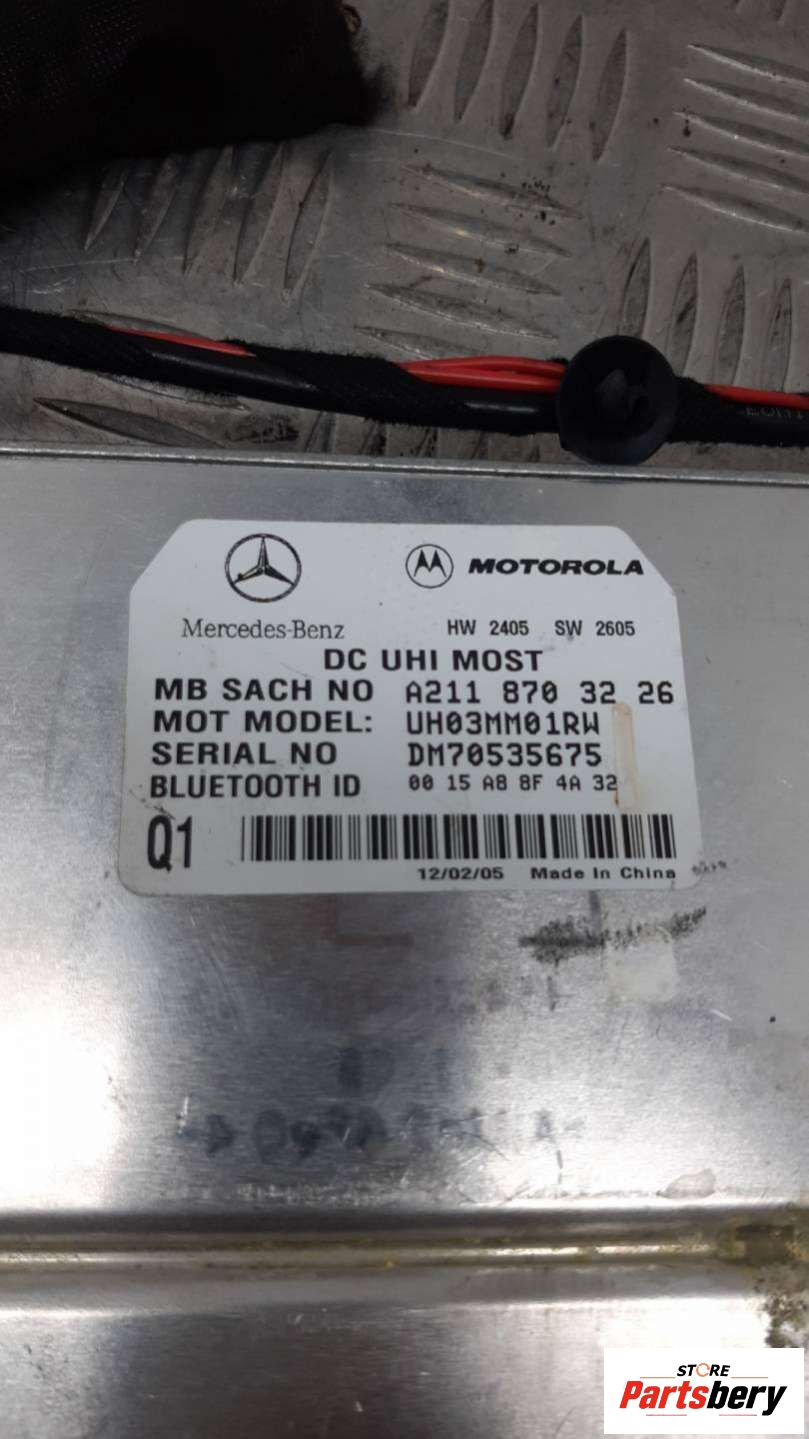 MOTOROLA
Mercedes-Benz HW 2405 SW 2605
DC UHI MOST
MB SACH NO A211 870 32 26
MOT MODEL: UH03MM01RW
SERIAL NO DM70535675
BLUETOOTH ID 00 15 A8 8F 4A 32
Q1
12/02/05 Made In China
STORE
Partsbery